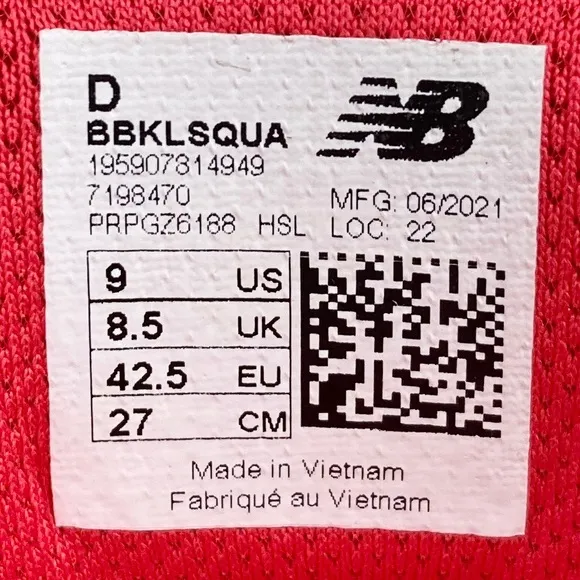 D
BBKLSQUA
195907314949
7198470
PRPGZ6188 HSL
NB
MFG: 06/2021
LOC: 22
9 US
8.5 UK
42.5 EU
27 CM
Made in Vietnam
Fabriqué au Vietnam